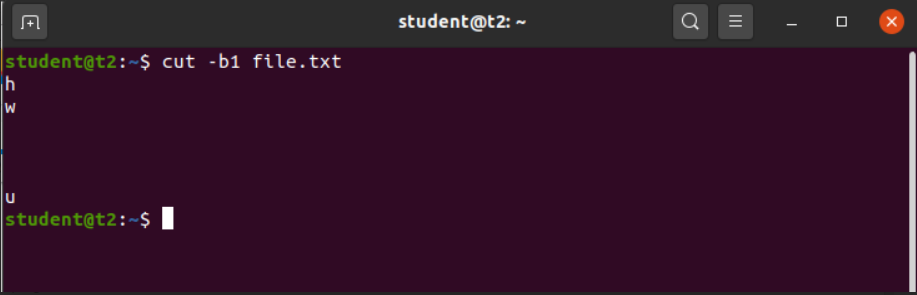 student@t2: ~
student@t2:~$ cut -b1 file.txt
h
w
u
student@t2:~$